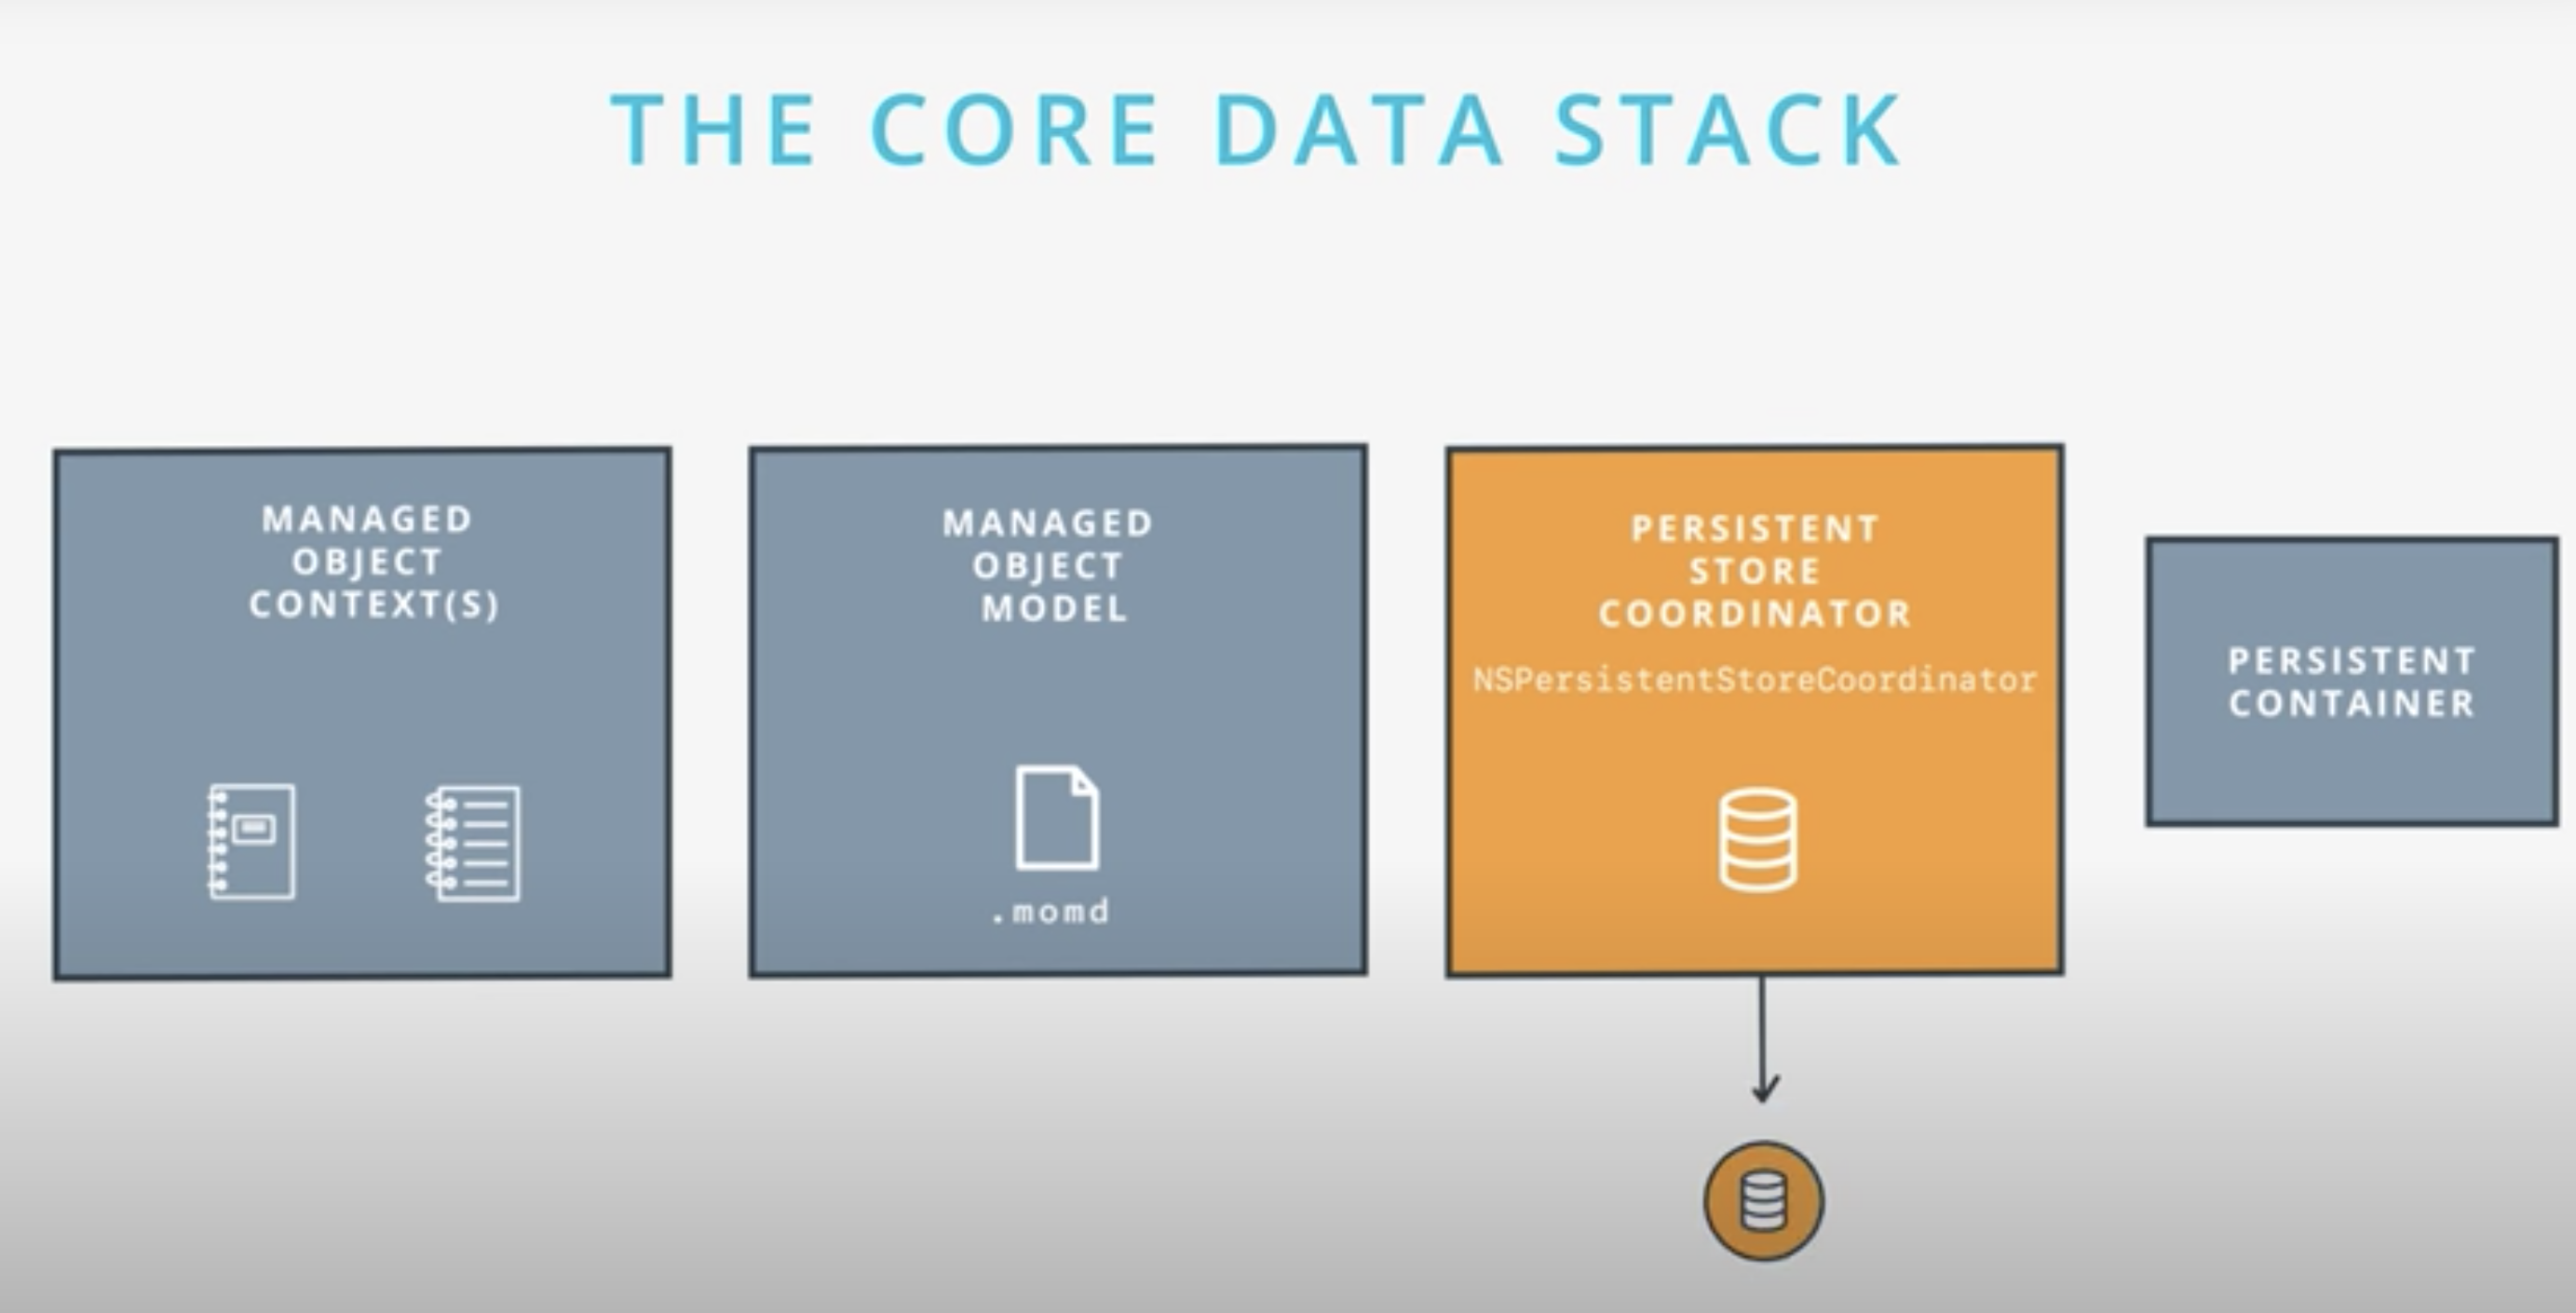 THE CORE DATA STACK
MANAGED
OBJECT
CONTEXT(S)
MANAGED
OBJECT
MODEL
.momd
PERSISTENT
STORE
COORDINATOR
NSPersistentStoreCoordinator
PERSISTENT
CONTAINER